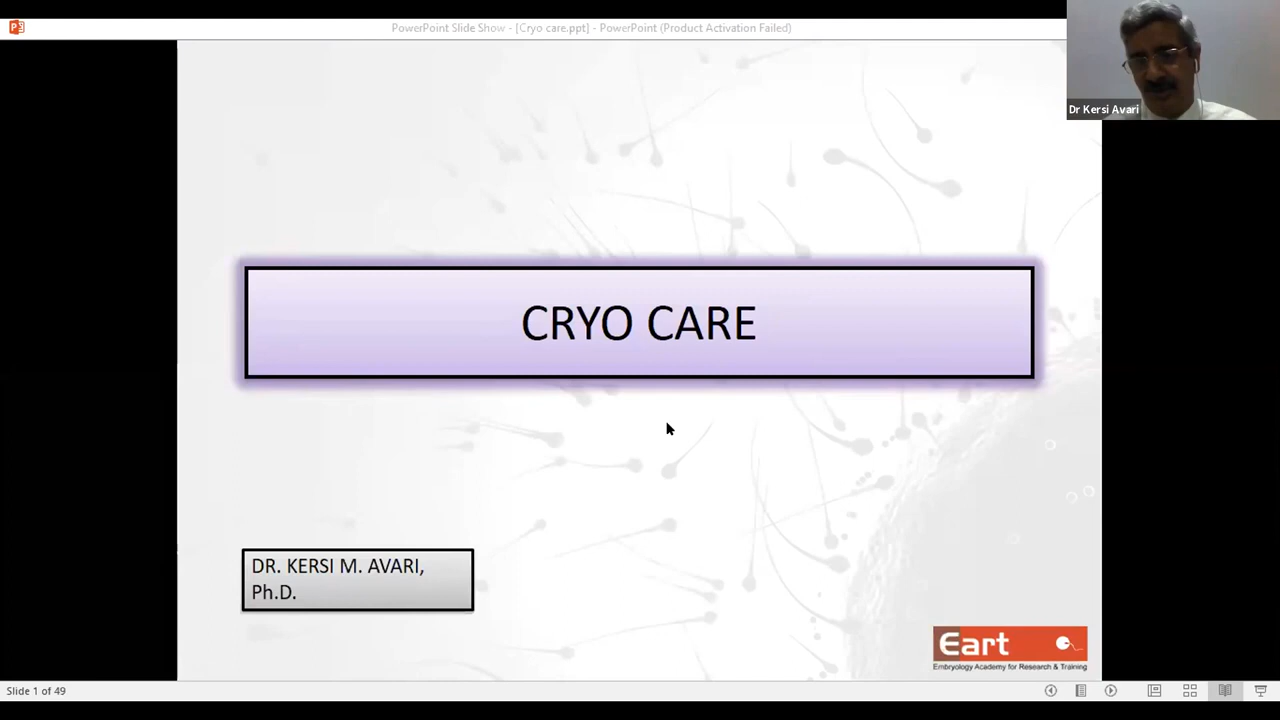 PowerPoint Slide Show - [Cryo care.ppt] - PowerPoint (Product Activation Failed)
Dr Kersi Avari
CRYO CARE
DR. KERSI M. AVARI,
Ph.D.
Eart
Embryology Academy for Research & Training
Slide 1 of 49